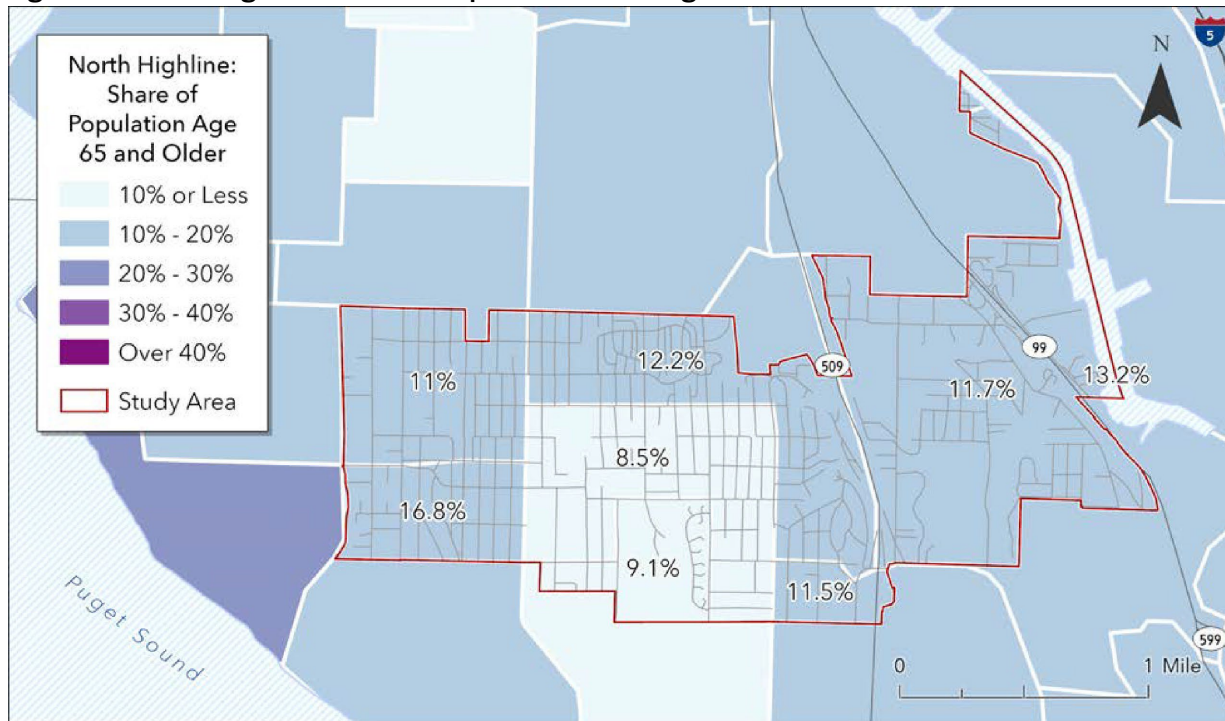 North Highline:
Share of
Population Age
65 and Older
10% or Less
10% - 20%
20% - 30%
30% - 40%
Over 40%
Study Area
5
N
509
99
12.2%
11%
11.7%
13.2%
8.5%
16.8%
9.1%
11.5%
Puget Sound
599
0
1 Mile